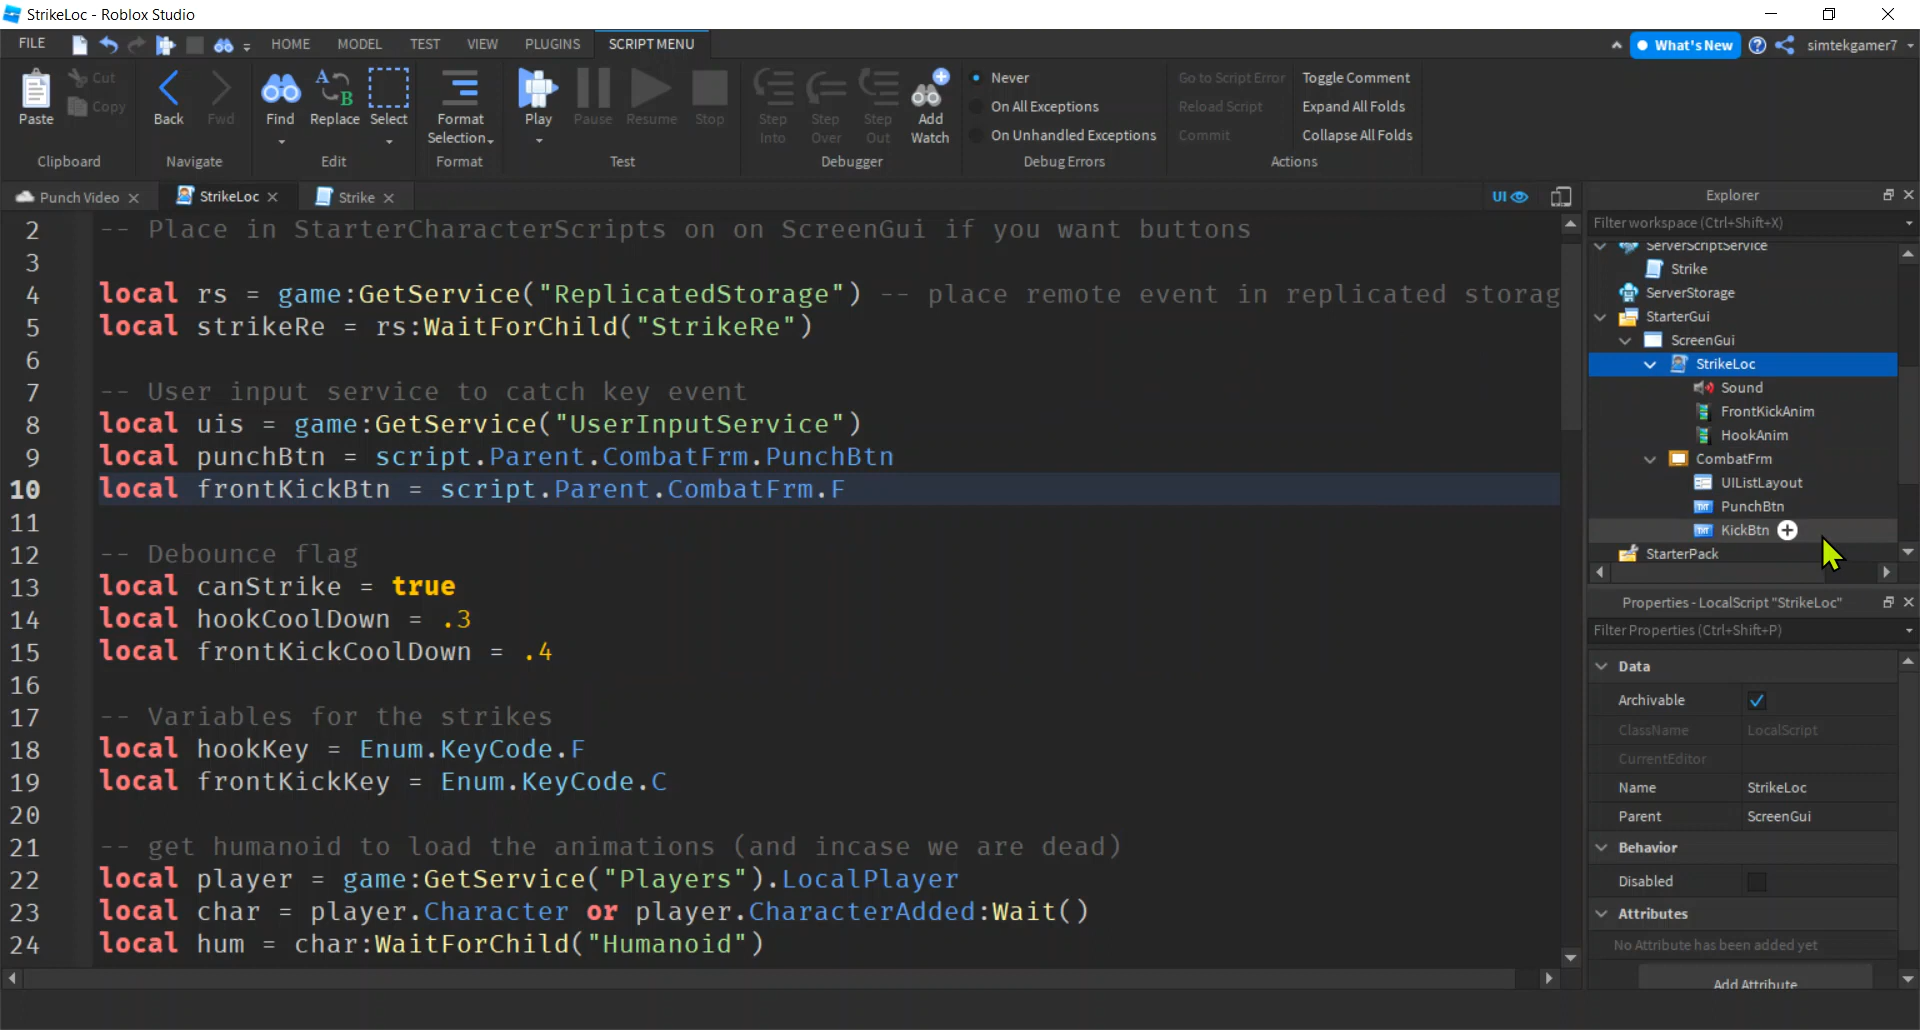 StrikeLoc - Roblox Studio
FILE HOME MODEL TEST VIEW PLUGINS SCRIPT MENU What's New simtekgamer7
Paste Cut Copy Back Fwd Find Replace Select Format Selection Play Pause Resume Stop Step Into Step Over Step Out Add Watch
Never
On All Exceptions
On Unhandled Exceptions
Go to Script Error Toggle Comment
Reload Script Expand All Folds
Commit Collapse All Folds
Clipboard Navigate Edit Format Test Debugger Debug Errors Actions
Punch Video StrikeLoc Strike UI
2 -- Place in StarterCharacterScripts on on ScreenGui if you want buttons
3
4 local rs = game:GetService("ReplicatedStorage") -- place remote event in replicated storag
5 local strikeRe = rs:WaitForChild("StrikeRe")
6
7 -- User input service to catch key event
8 local uis = game:GetService("UserInputService")
9 local punchBtn = script.Parent.CombatFrm.PunchBtn
10 local frontKickBtn = script.Parent.CombatFrm.F
11
12 -- Debounce flag
13 local canStrike = true
14 local hookCoolDown = .3
15 local frontKickCoolDown = .4
16
17 -- Variables for the strikes
18 local hookKey = Enum.KeyCode.F
19 local frontKickKey = Enum.KeyCode.C
20
21 -- get humanoid to load the animations (and incase we are dead)
22 local player = game:GetService("Players").LocalPlayer
23 local char = player.Character or player.CharacterAdded:Wait()
24 local hum = char:WaitForChild("Humanoid")
Explorer
Filter workspace (Ctrl+Shift+X)
ServerScriptService
Strike
ServerStorage
StarterGui
ScreenGui
StrikeLoc
Sound
FrontKickAnim
HookAnim
CombatFrm
UIListLayout
PunchBtn
KickBtn
StarterPack
Properties - LocalScript "StrikeLoc"
Filter Properties (Ctrl+Shift+P)
Data
Archivable
ClassName LocalScript
CurrentEditor
Name StrikeLoc
Parent ScreenGui
Behavior
Disabled
Attributes
No Attribute has been added yet
Add Attribute